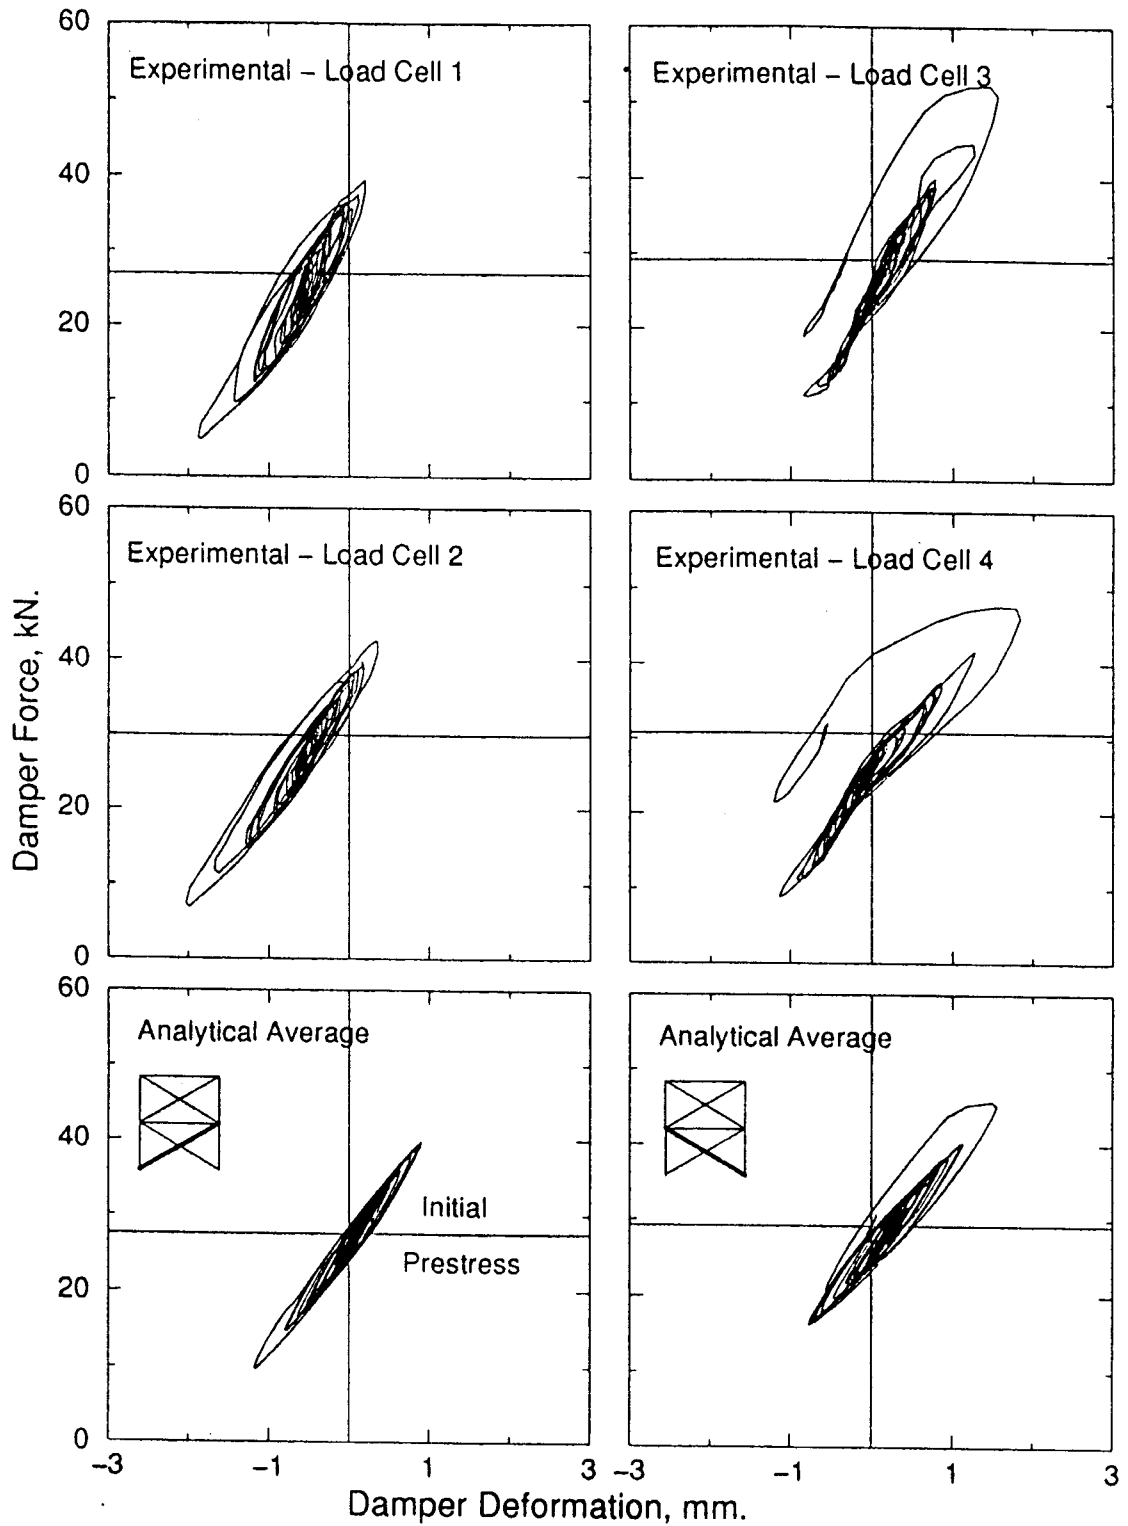 60
Experimental – Load Cell 1
Experimental – Load Cell 3
40
20
0
60
Experimental – Load Cell 2
Experimental – Load Cell 4
40
20
0
Damper Force, kN.
60
Analytical Average
Analytical Average
40
Initial
Prestress
20
0
−3 −1 1 3 −3 −1 1 3
Damper Deformation, mm.